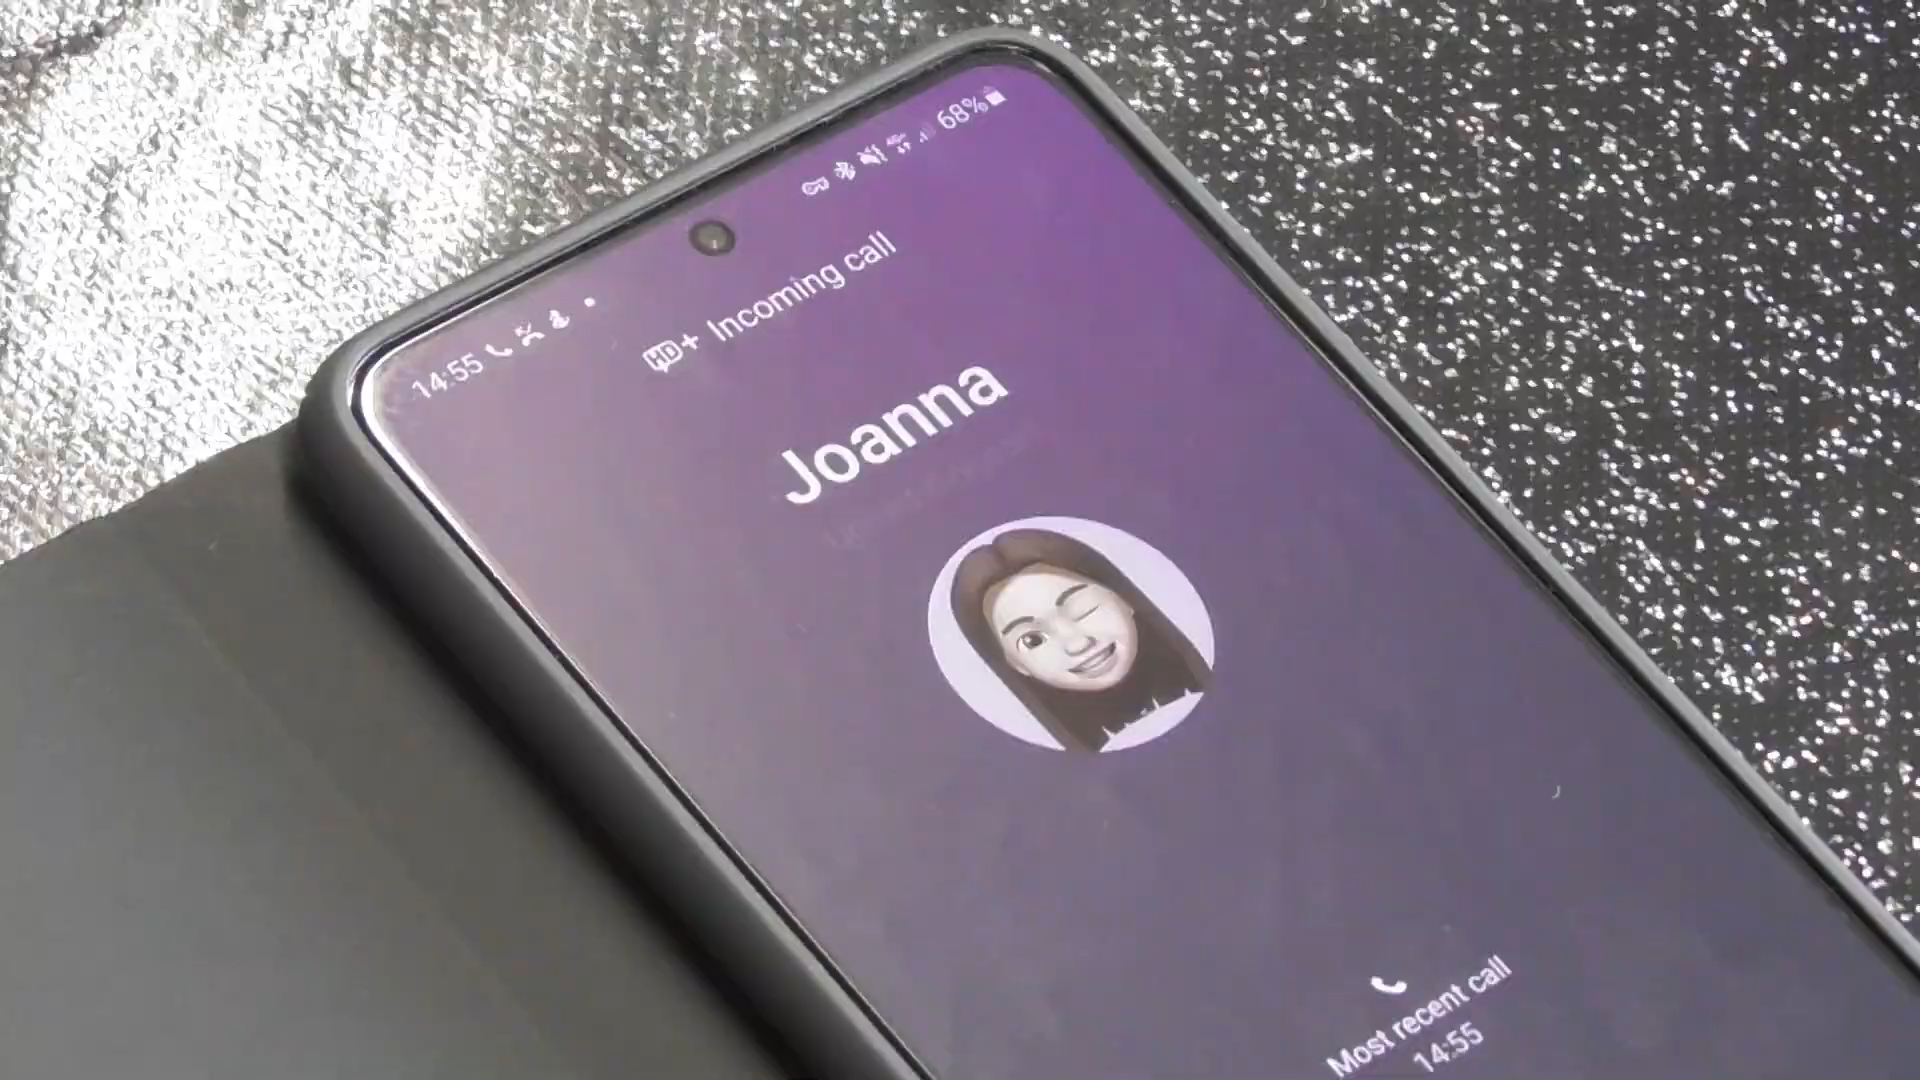 14:55
68%
HD+ Incoming call
Joanna
Most recent call
14:55